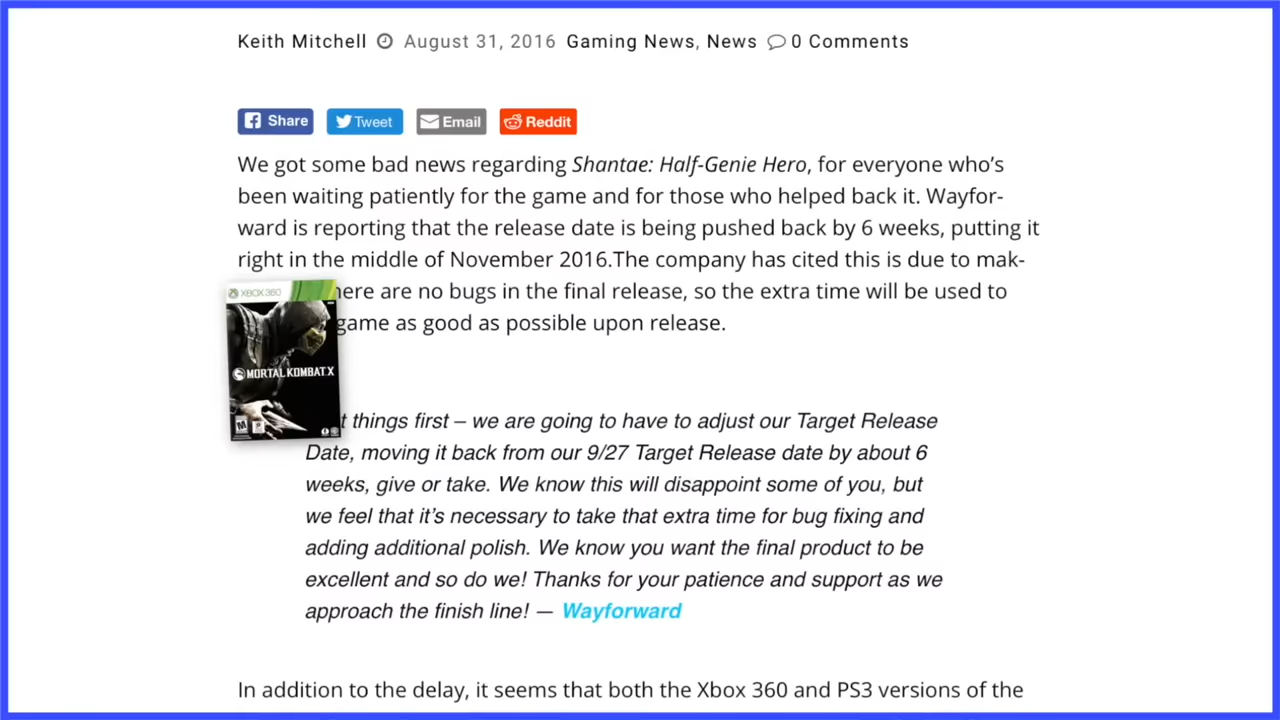 Keith Mitchell August 31, 2016 Gaming News, News 0 Comments
Share Tweet Email Reddit
We got some bad news regarding Shantae: Half-Genie Hero, for everyone who's
been waiting patiently for the game and for those who helped back it. Wayfor-
ward is reporting that the release date is being pushed back by 6 weeks, putting it
right in the middle of November 2016.The company has cited this is due to mak-
here are no bugs in the final release, so the extra time will be used to
game as good as possible upon release.
XBOX 360
MORTAL KOMBAT X
M
things first – we are going to have to adjust our Target Release
Date, moving it back from our 9/27 Target Release date by about 6
weeks, give or take. We know this will disappoint some of you, but
we feel that it's necessary to take that extra time for bug fixing and
adding additional polish. We know you want the final product to be
excellent and so do we! Thanks for your patience and support as we
approach the finish line! — Wayforward
In addition to the delay, it seems that both the Xbox 360 and PS3 versions of the